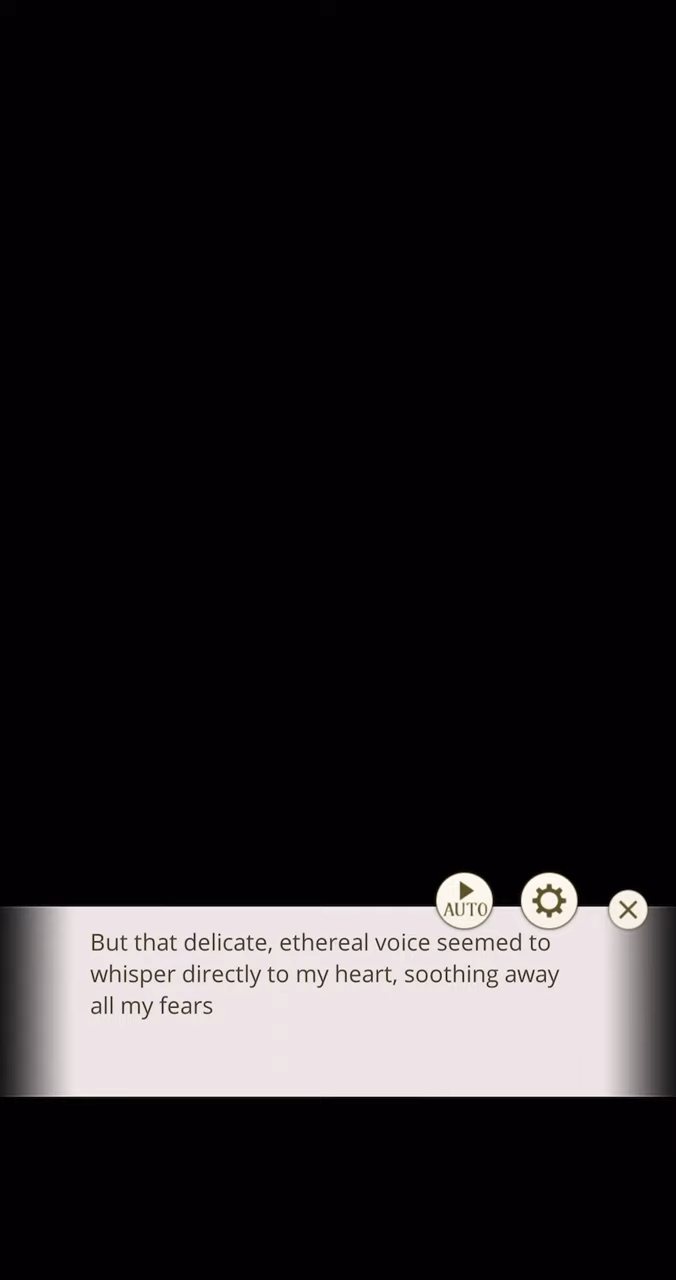 AUTO
But that delicate, ethereal voice seemed to
whisper directly to my heart, soothing away
all my fears